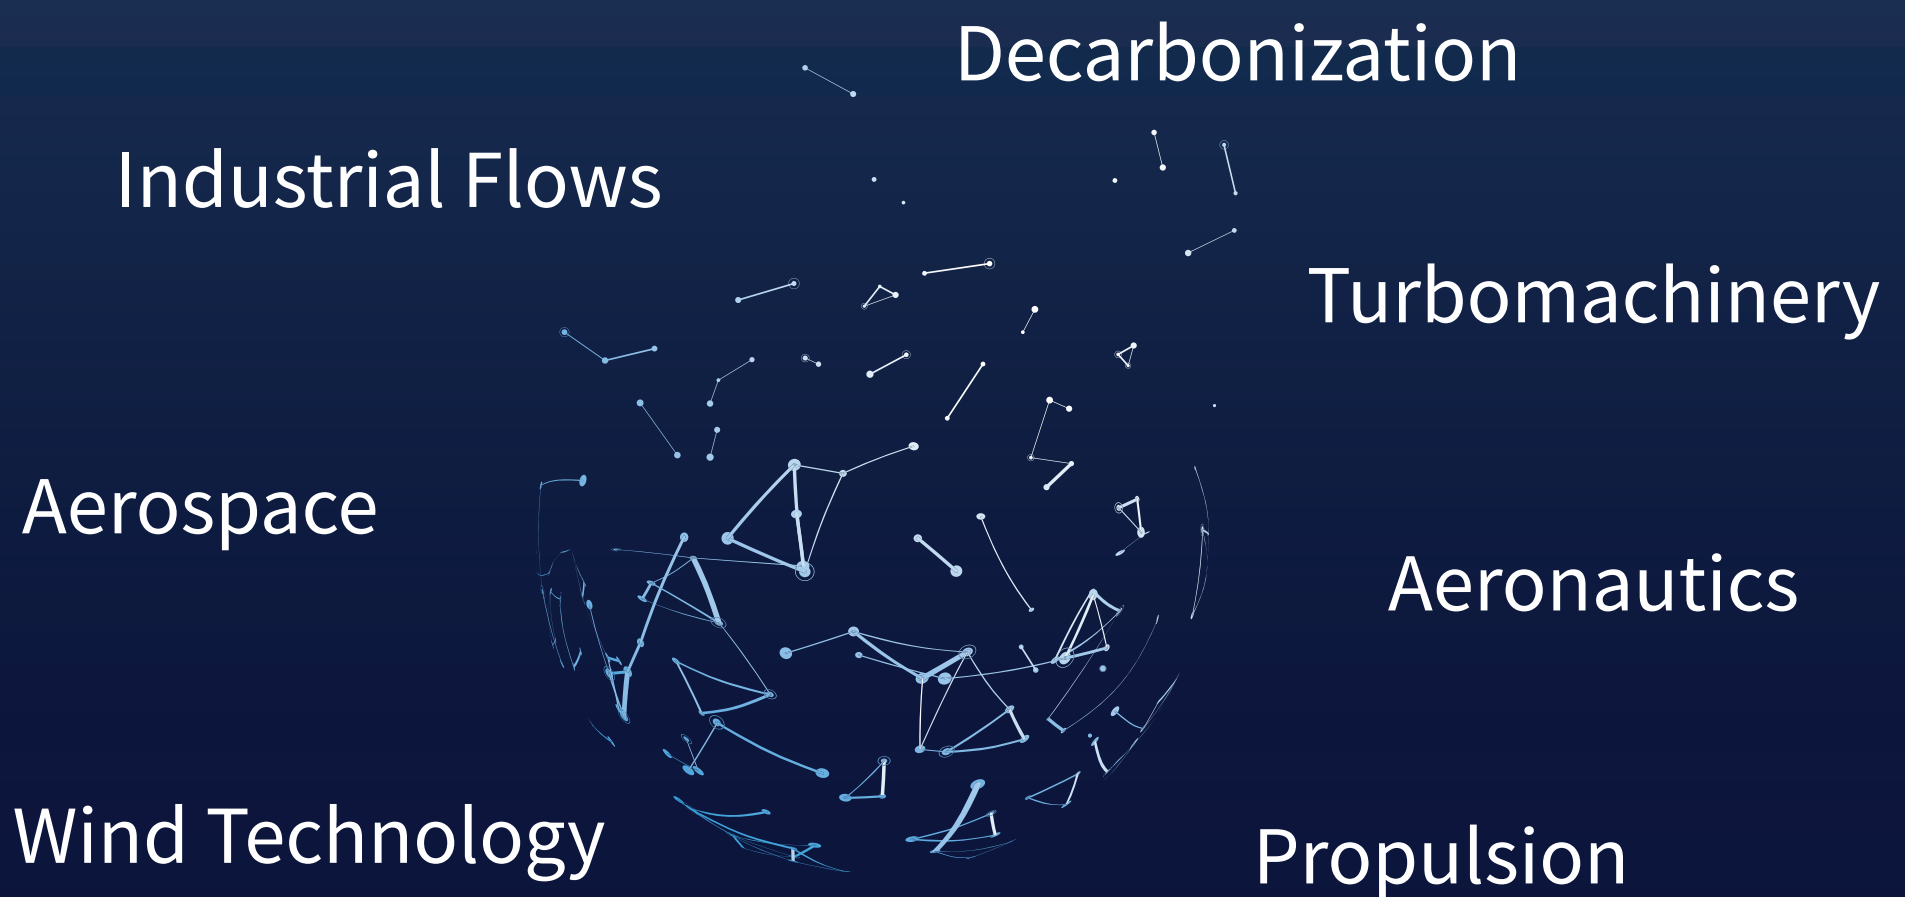 Decarbonization
Industrial Flows
Turbomachinery
Aerospace
Aeronautics
Wind Technology
Propulsion